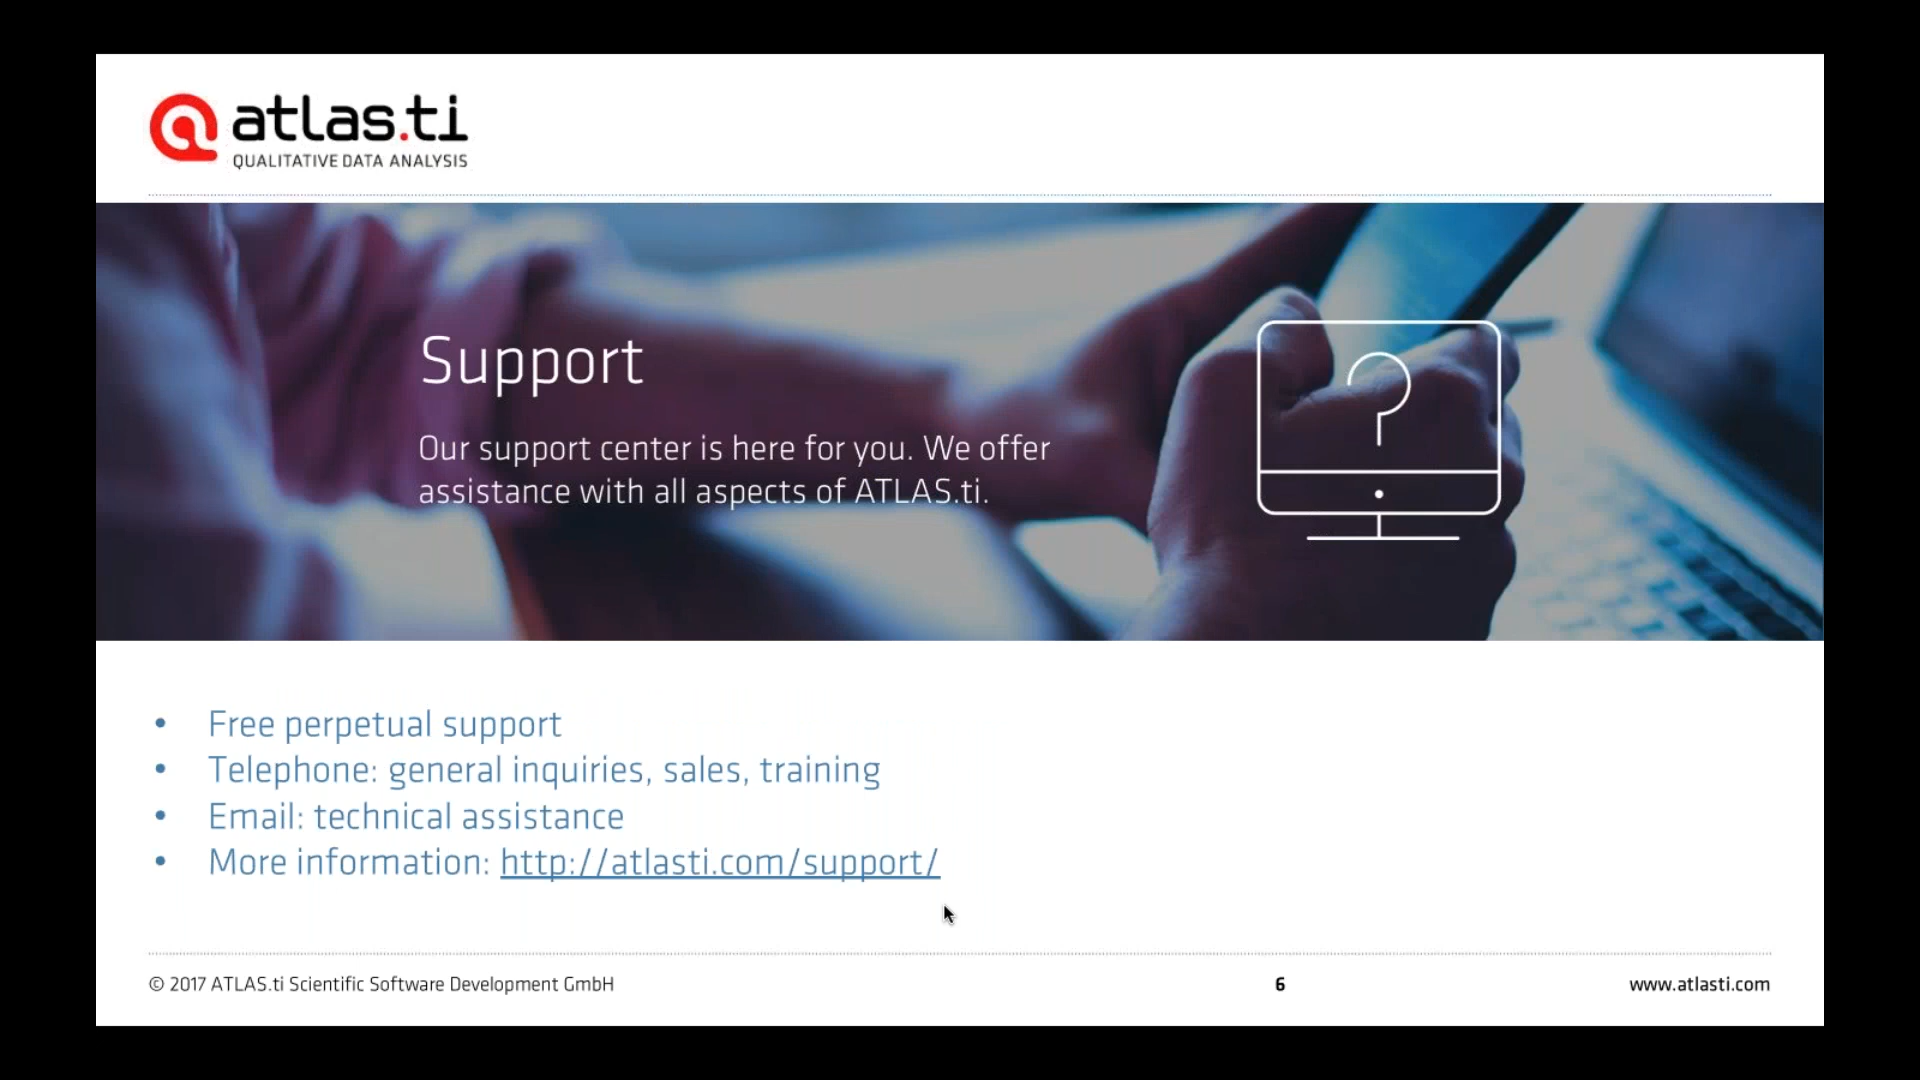 atlas.ti
QUALITATIVE DATA ANALYSIS
Support
Our support center is here for you. We offer
assistance with all aspects of ATLAS.ti.
• Free perpetual support
• Telephone: general inquiries, sales, training
• Email: technical assistance
• More information: http://atlasti.com/support/
© 2017 ATLAS.ti Scientific Software Development GmbH
6
www.atlasti.com